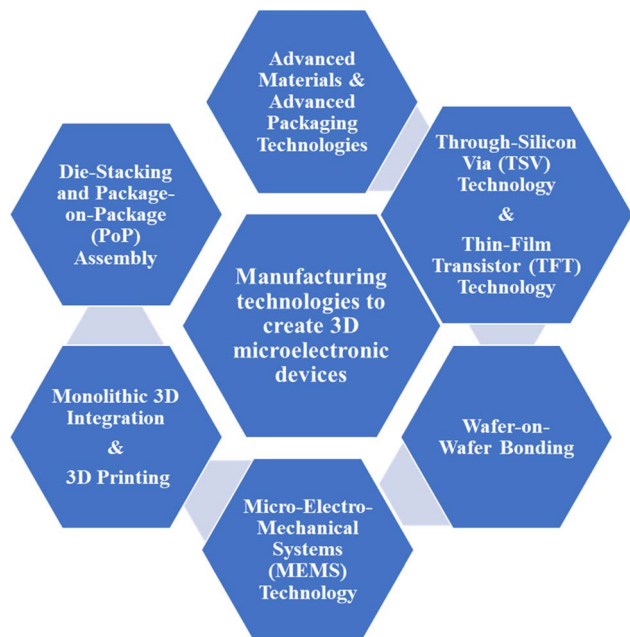 Advanced
Materials &
Advanced
Packaging
Technologies
Through-Silicon
Via (TSV)
Technology
&
Thin-Film
Transistor (TFT)
Technology
Wafer-on-
Wafer Bonding
Micro-Electro-
Mechanical
Systems
(MEMS)
Technology
Monolithic 3D
Integration
&
3D Printing
Die-Stacking
and Package-
on-Package
(PoP)
Assembly
Manufacturing
technologies to
create 3D
microelectronic
devices